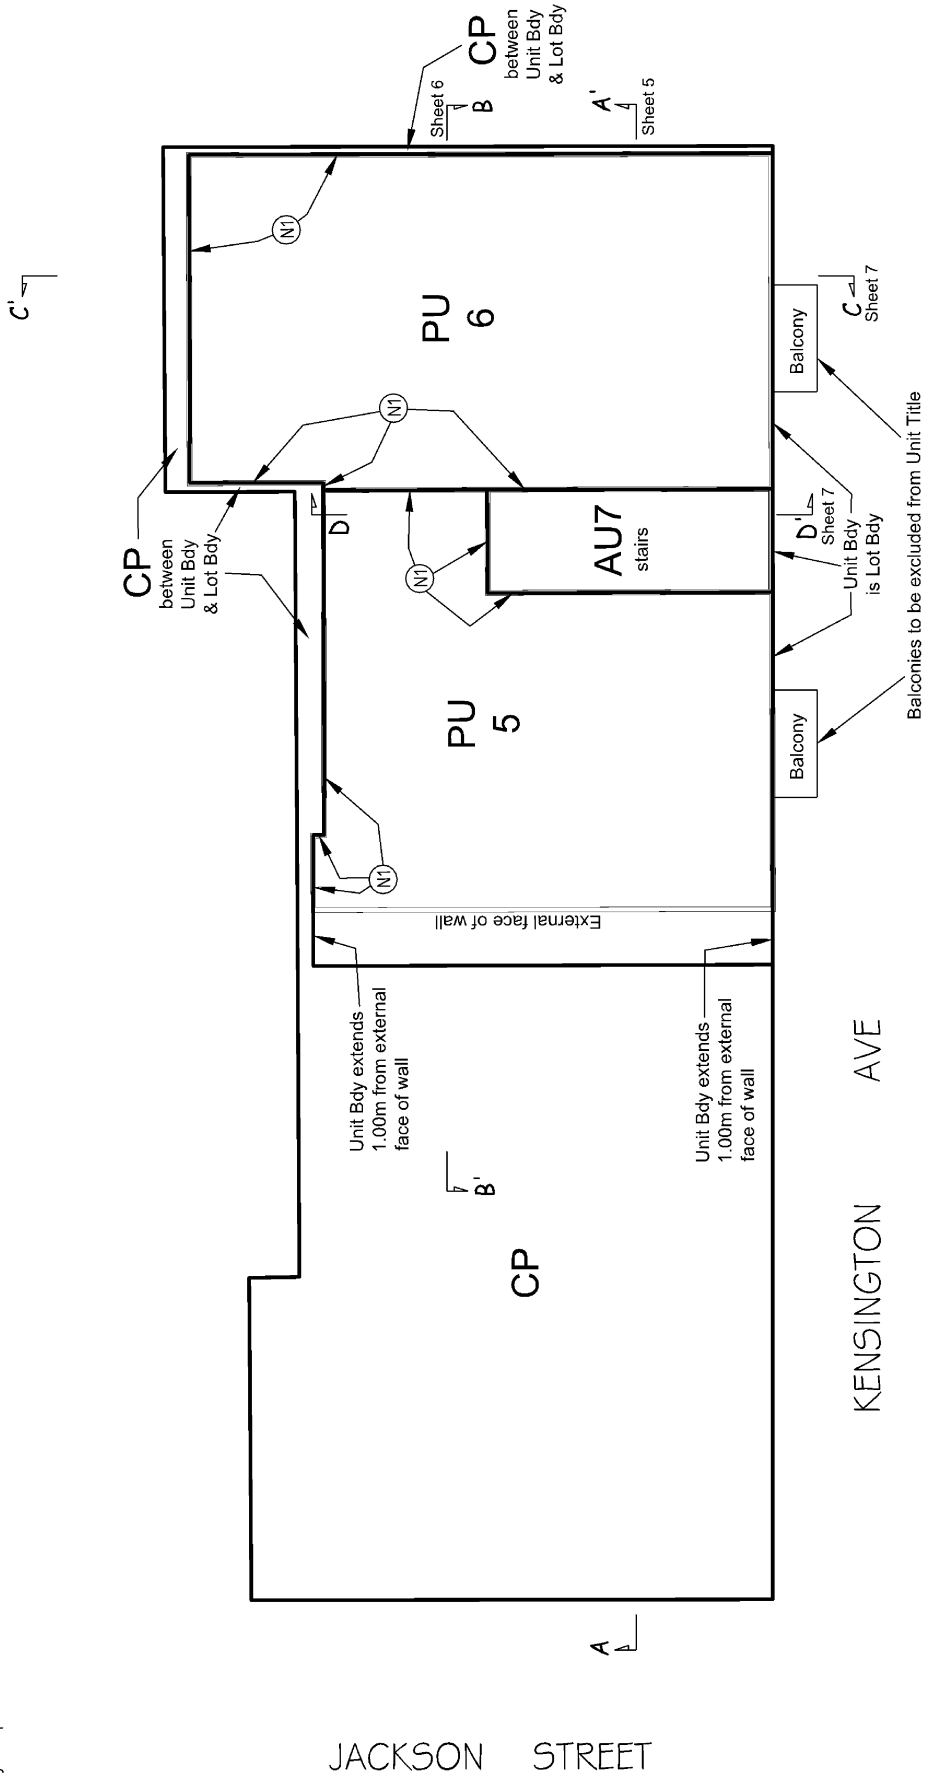 C'
CP
between
Unit Bdy
& Lot Bdy
Sheet 6
B
A'
Sheet 5
N1
PU
6
C
Sheet 7
Balcony
CP
between
Unit Bdy
& Lot Bdy
N1
D
N1
AU7
stairs
D'
Sheet 7
Unit Bdy
is Lot Bdy
Balconies to be excluded from Unit Title
PU
5
Balcony
N1
External face of wall
Unit Bdy extends
1.00m from external
face of wall
Unit Bdy extends
1.00m from external
face of wall
B'
CP
A
KENSINGTON AVE
JACKSON STREET